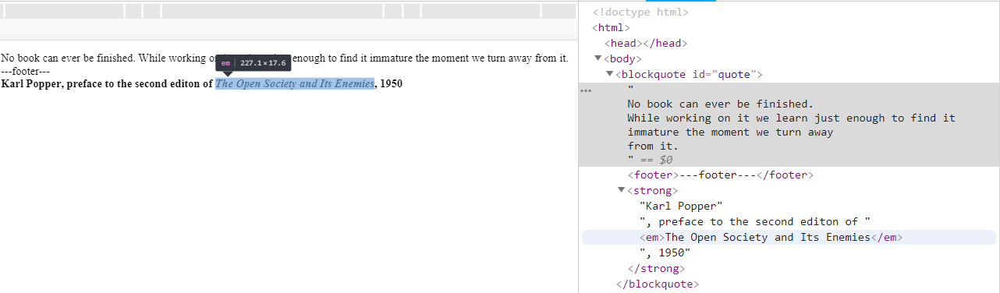 No book can ever be finished. While working o enough to find it immature the moment we turn away from it.
em 227.1×17.6
---footer---
Karl Popper, preface to the second editon of The Open Society and Its Enemies, 1950
<!doctype html>
<html>
<head></head>
▼<body>
▼<blockquote id="quote">
...
"
No book can ever be finished.
While working on it we learn just enough to find it
immature the moment we turn away
from it.
" == $0
<footer>---footer---</footer>
▼<strong>
"Karl Popper"
", preface to the second editon of "
<em>The Open Society and Its Enemies</em>
", 1950"
</strong>
</blockquote>